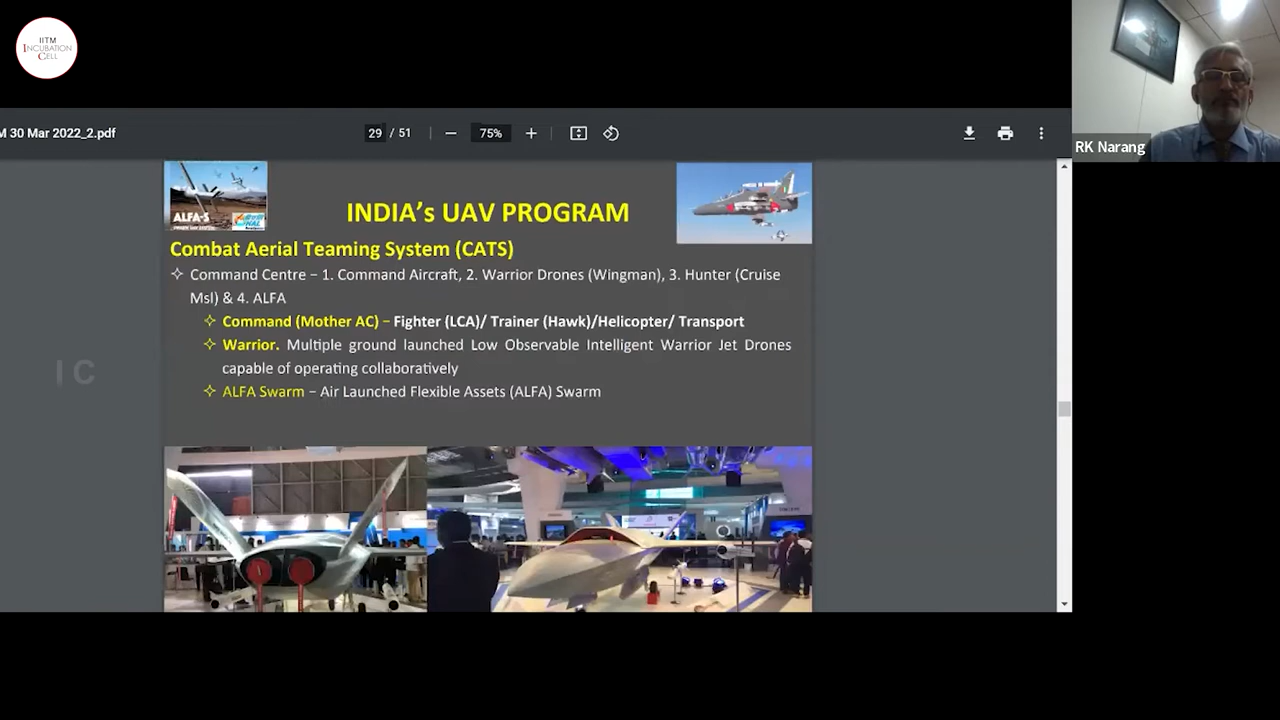 IITM
INCUBATION
CELL
M 30 Mar 2022_2.pdf
29 / 51
75%
RK Narang
ALFA-S
INDIA's UAV PROGRAM
Combat Aerial Teaming System (CATS)
✧ Command Centre – 1. Command Aircraft, 2. Warrior Drones (Wingman), 3. Hunter (Cruise
Msl) & 4. ALFA
✧ Command (Mother AC) – Fighter (LCA)/ Trainer (Hawk)/Helicopter/ Transport
✧ Warrior. Multiple ground launched Low Observable Intelligent Warrior Jet Drones
capable of operating collaboratively
✧ ALFA Swarm – Air Launched Flexible Assets (ALFA) Swarm
I C